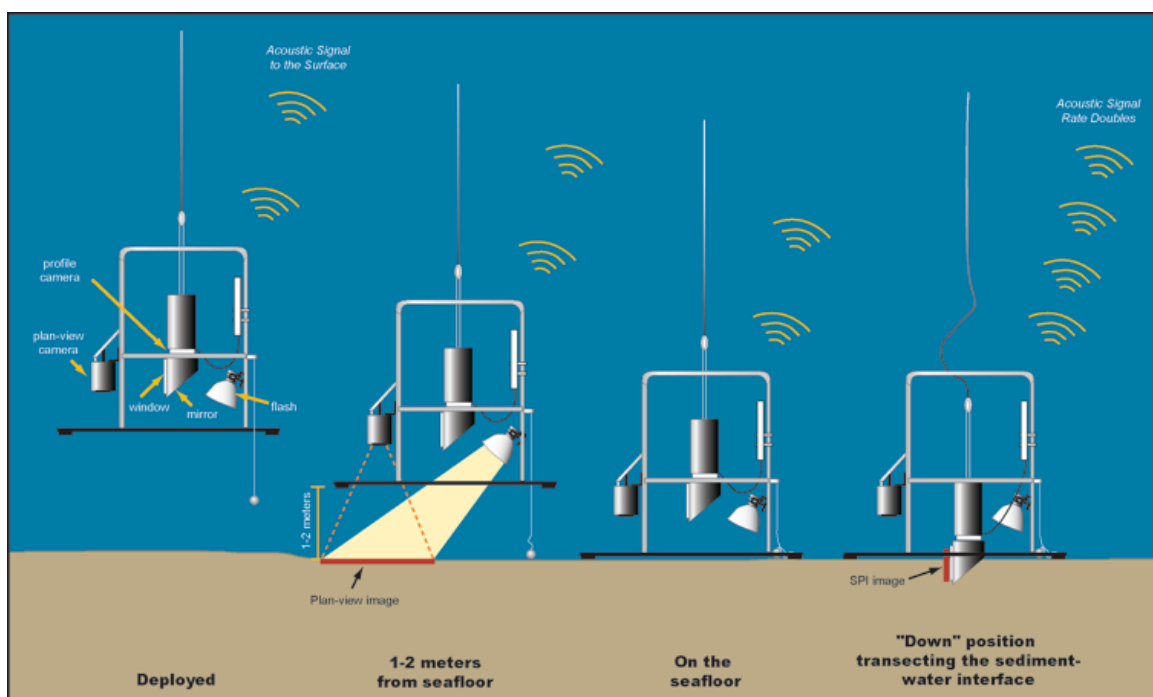 Acoustic Signal
to the Surface
Acoustic Signal
Rate Doubles
profile
camera
plan-view
camera
window
mirror
flash
1-2 meters
Plan-view image
SPI image
Deployed
1-2 meters
from seafloor
On the
seafloor
"Down" position
transecting the sediment-
water interface